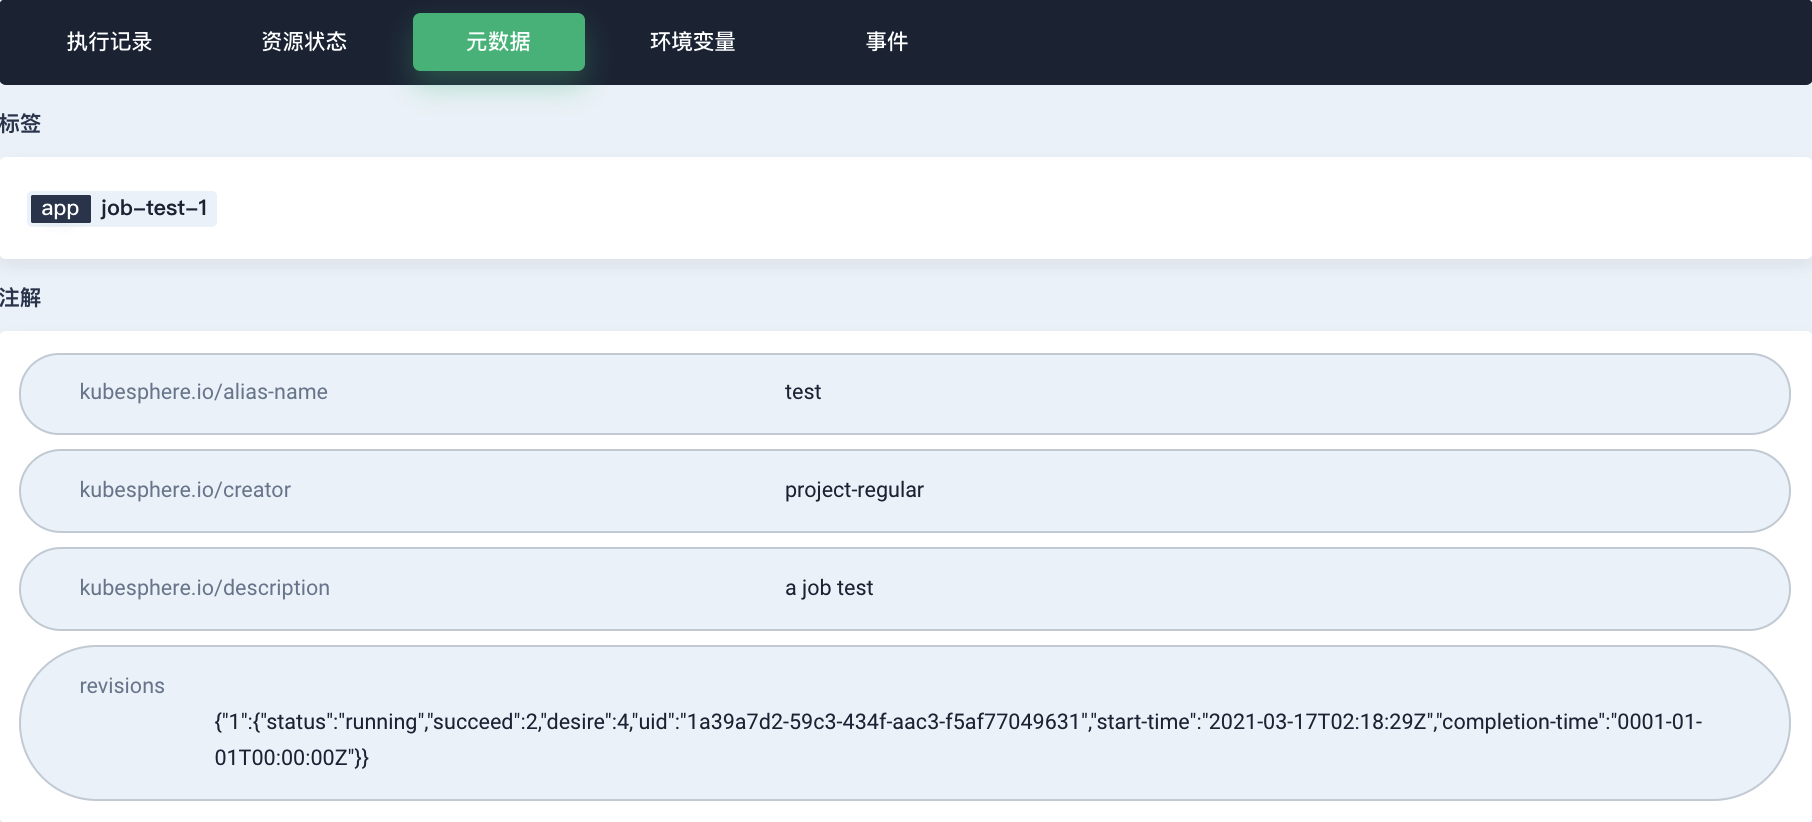 执行记录 资源状态 元数据 环境变量 事件
标签
app job-test-1
注解
kubesphere.io/alias-name test
kubesphere.io/creator project-regular
kubesphere.io/description a job test
revisions
{"1":{"status":"running","succeed":2,"desire":4,"uid":"1a39a7d2-59c3-434f-aac3-f5af77049631","start-time":"2021-03-17T02:18:29Z","completion-time":"0001-01-
01T00:00:00Z"}}